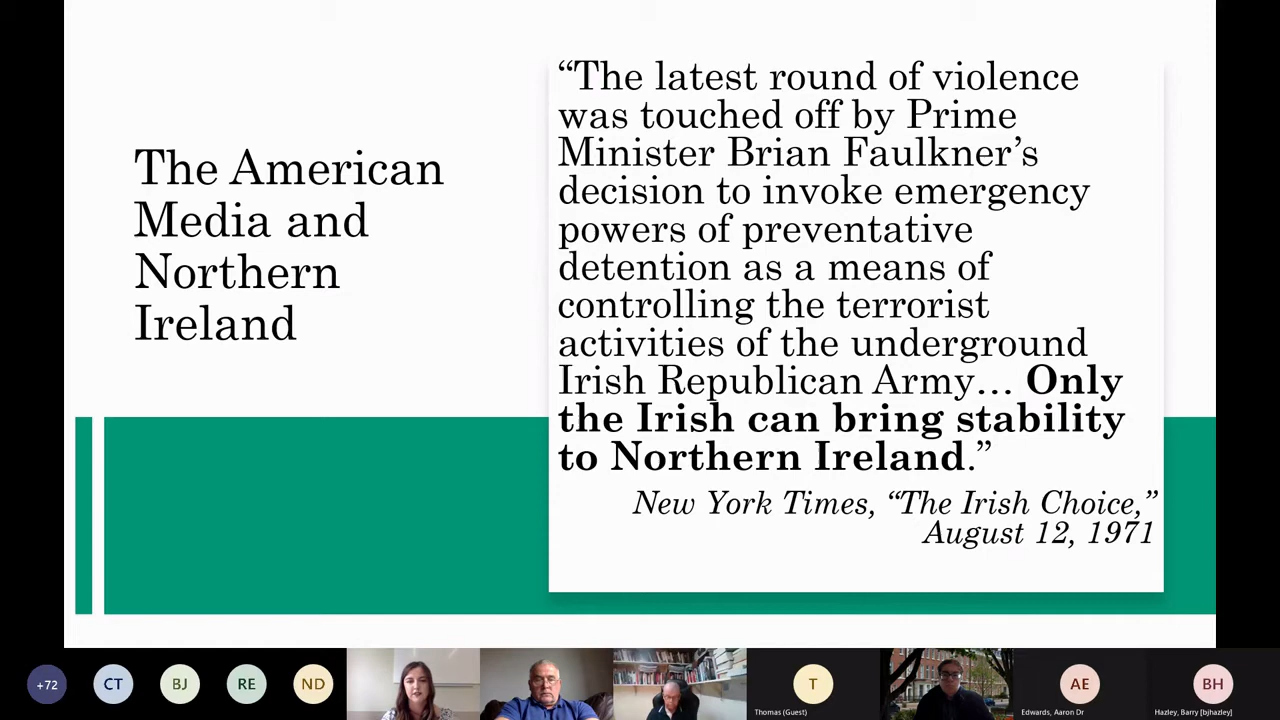 The American
Media and
Northern
Ireland
“The latest round of violence
was touched off by Prime
Minister Brian Faulkner’s
decision to invoke emergency
powers of preventative
detention as a means of
controlling the terrorist
activities of the underground
Irish Republican Army… Only
the Irish can bring stability
to Northern Ireland.”
New York Times, “The Irish Choice,”
August 12, 1971
+72
CT
BJ
RE
ND
T
Thomas (Guest)
AE
Edwards, Aaron Dr
BH
Hazley, Barry [bjhazley]